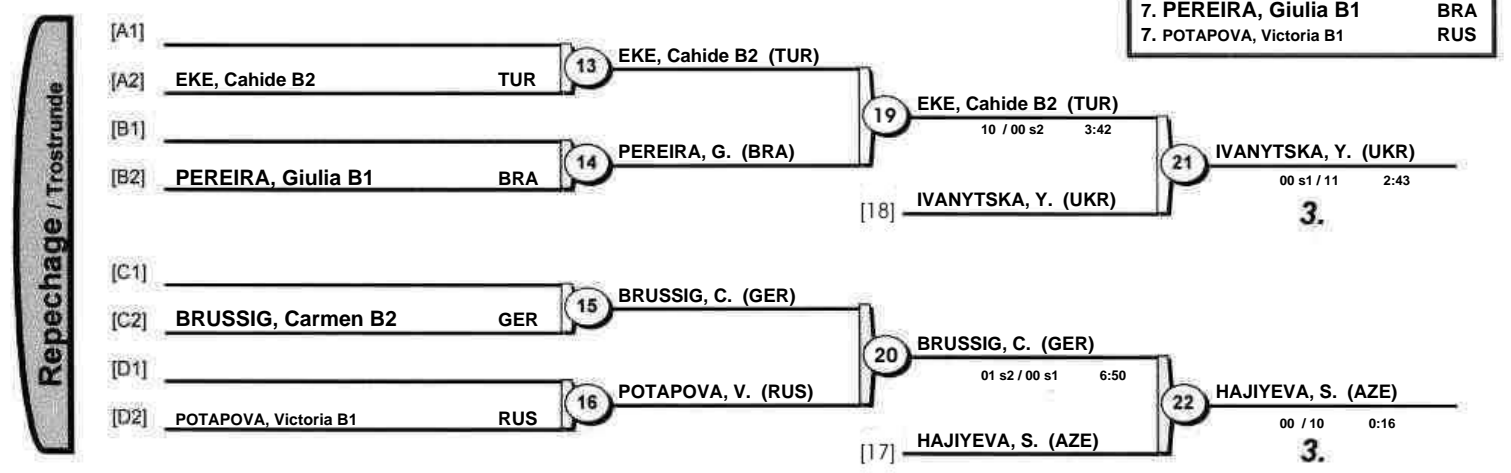 7. PEREIRA, Giulia B1 BRA
7. POTAPOVA, Victoria B1 RUS
Repechage / Trostrunde
[A1]
[A2] EKE, Cahide B2 TUR
13
EKE, Cahide B2 (TUR)
[B1]
[B2] PEREIRA, Giulia B1 BRA
14
PEREIRA, G. (BRA)
19
EKE, Cahide B2 (TUR)
10 / 00 s2 3:42
[18] IVANYTSKA, Y. (UKR)
21
IVANYTSKA, Y. (UKR)
00 s1 / 11 2:43
3.
[C1]
[C2] BRUSSIG, Carmen B2 GER
15
BRUSSIG, C. (GER)
[D1]
[D2] POTAPOVA, Victoria B1 RUS
16
POTAPOVA, V. (RUS)
20
BRUSSIG, C. (GER)
01 s2 / 00 s1 6:50
[17] HAJIYEVA, S. (AZE)
22
HAJIYEVA, S. (AZE)
00 / 10 0:16
3.